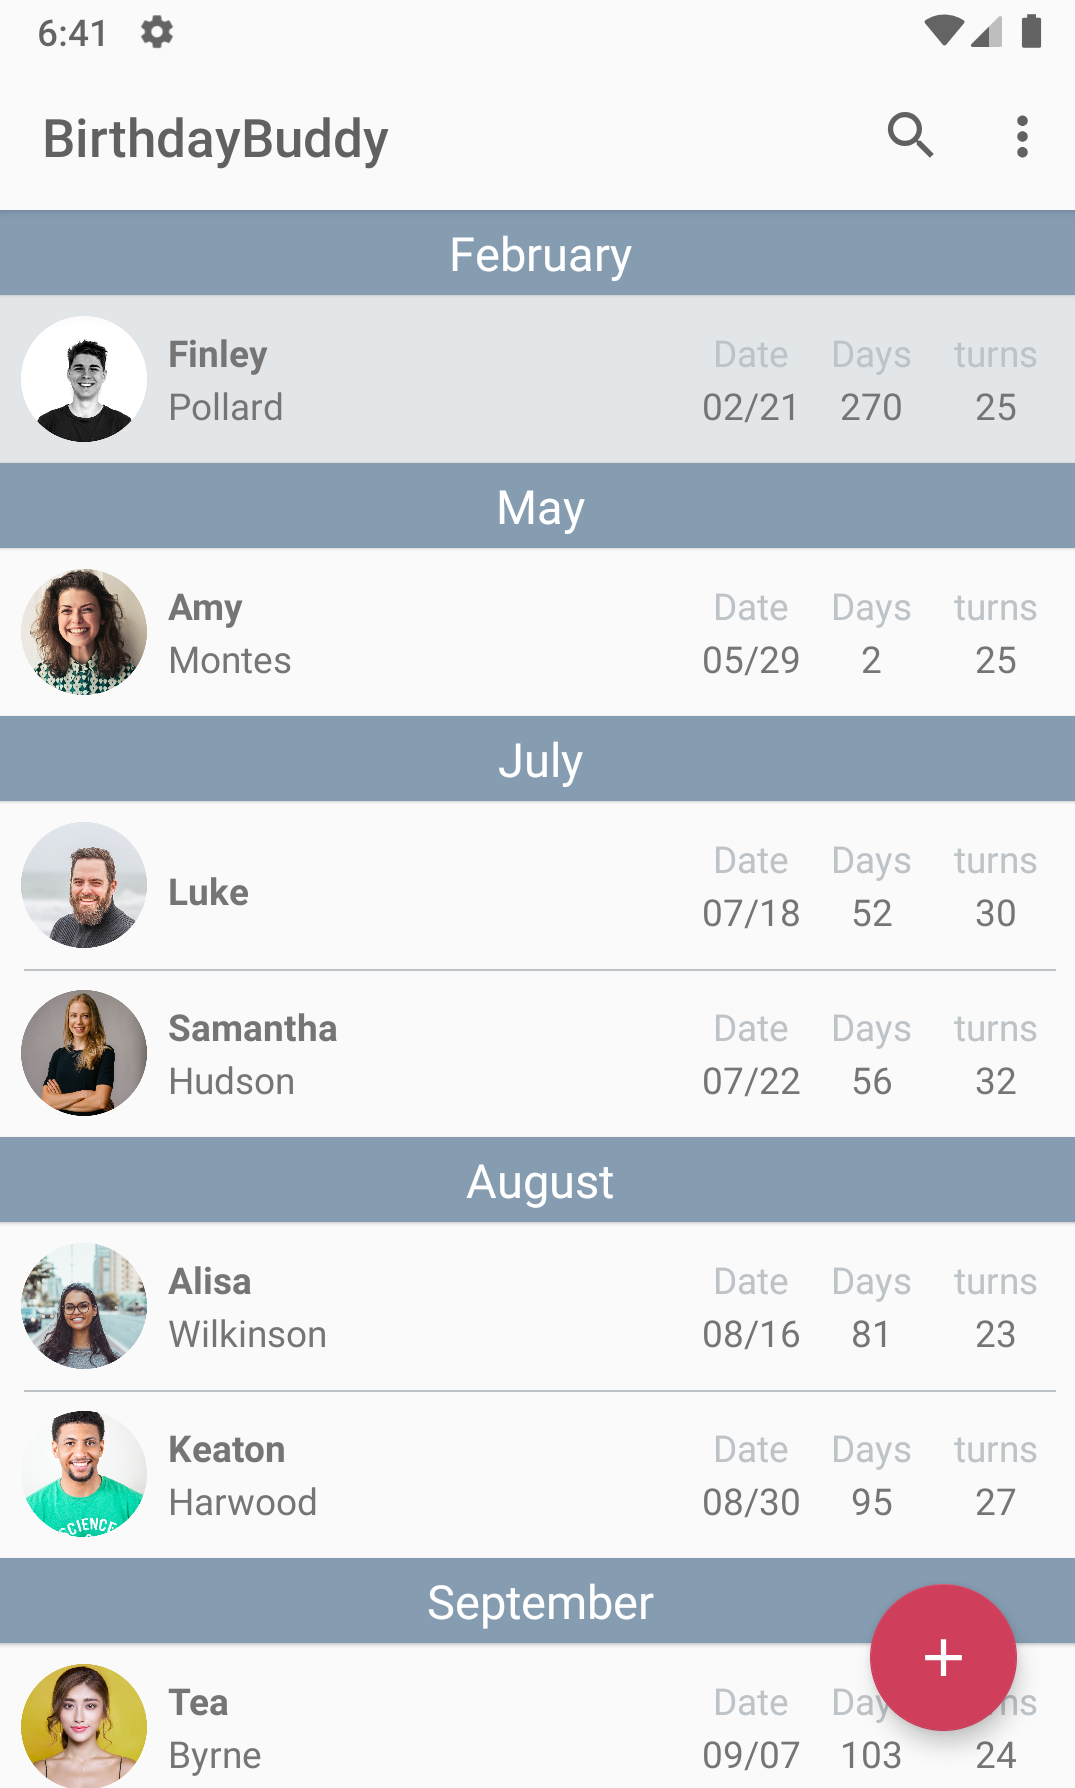 6:41
BirthdayBuddy
February
Finley Date Days turns
Pollard 02/21 270 25
May
Amy Date Days turns
Montes 05/29 2 25
July
Date Days turns
Luke
07/18 52 30
Samantha Date Days turns
Hudson 07/22 56 32
August
Alisa Date Days turns
Wilkinson 08/16 81 23
Keaton Date Days turns
Harwood 08/30 95 27
SCIENCE
September
+
Tea Date Day ns
Byrne 09/07 103 24